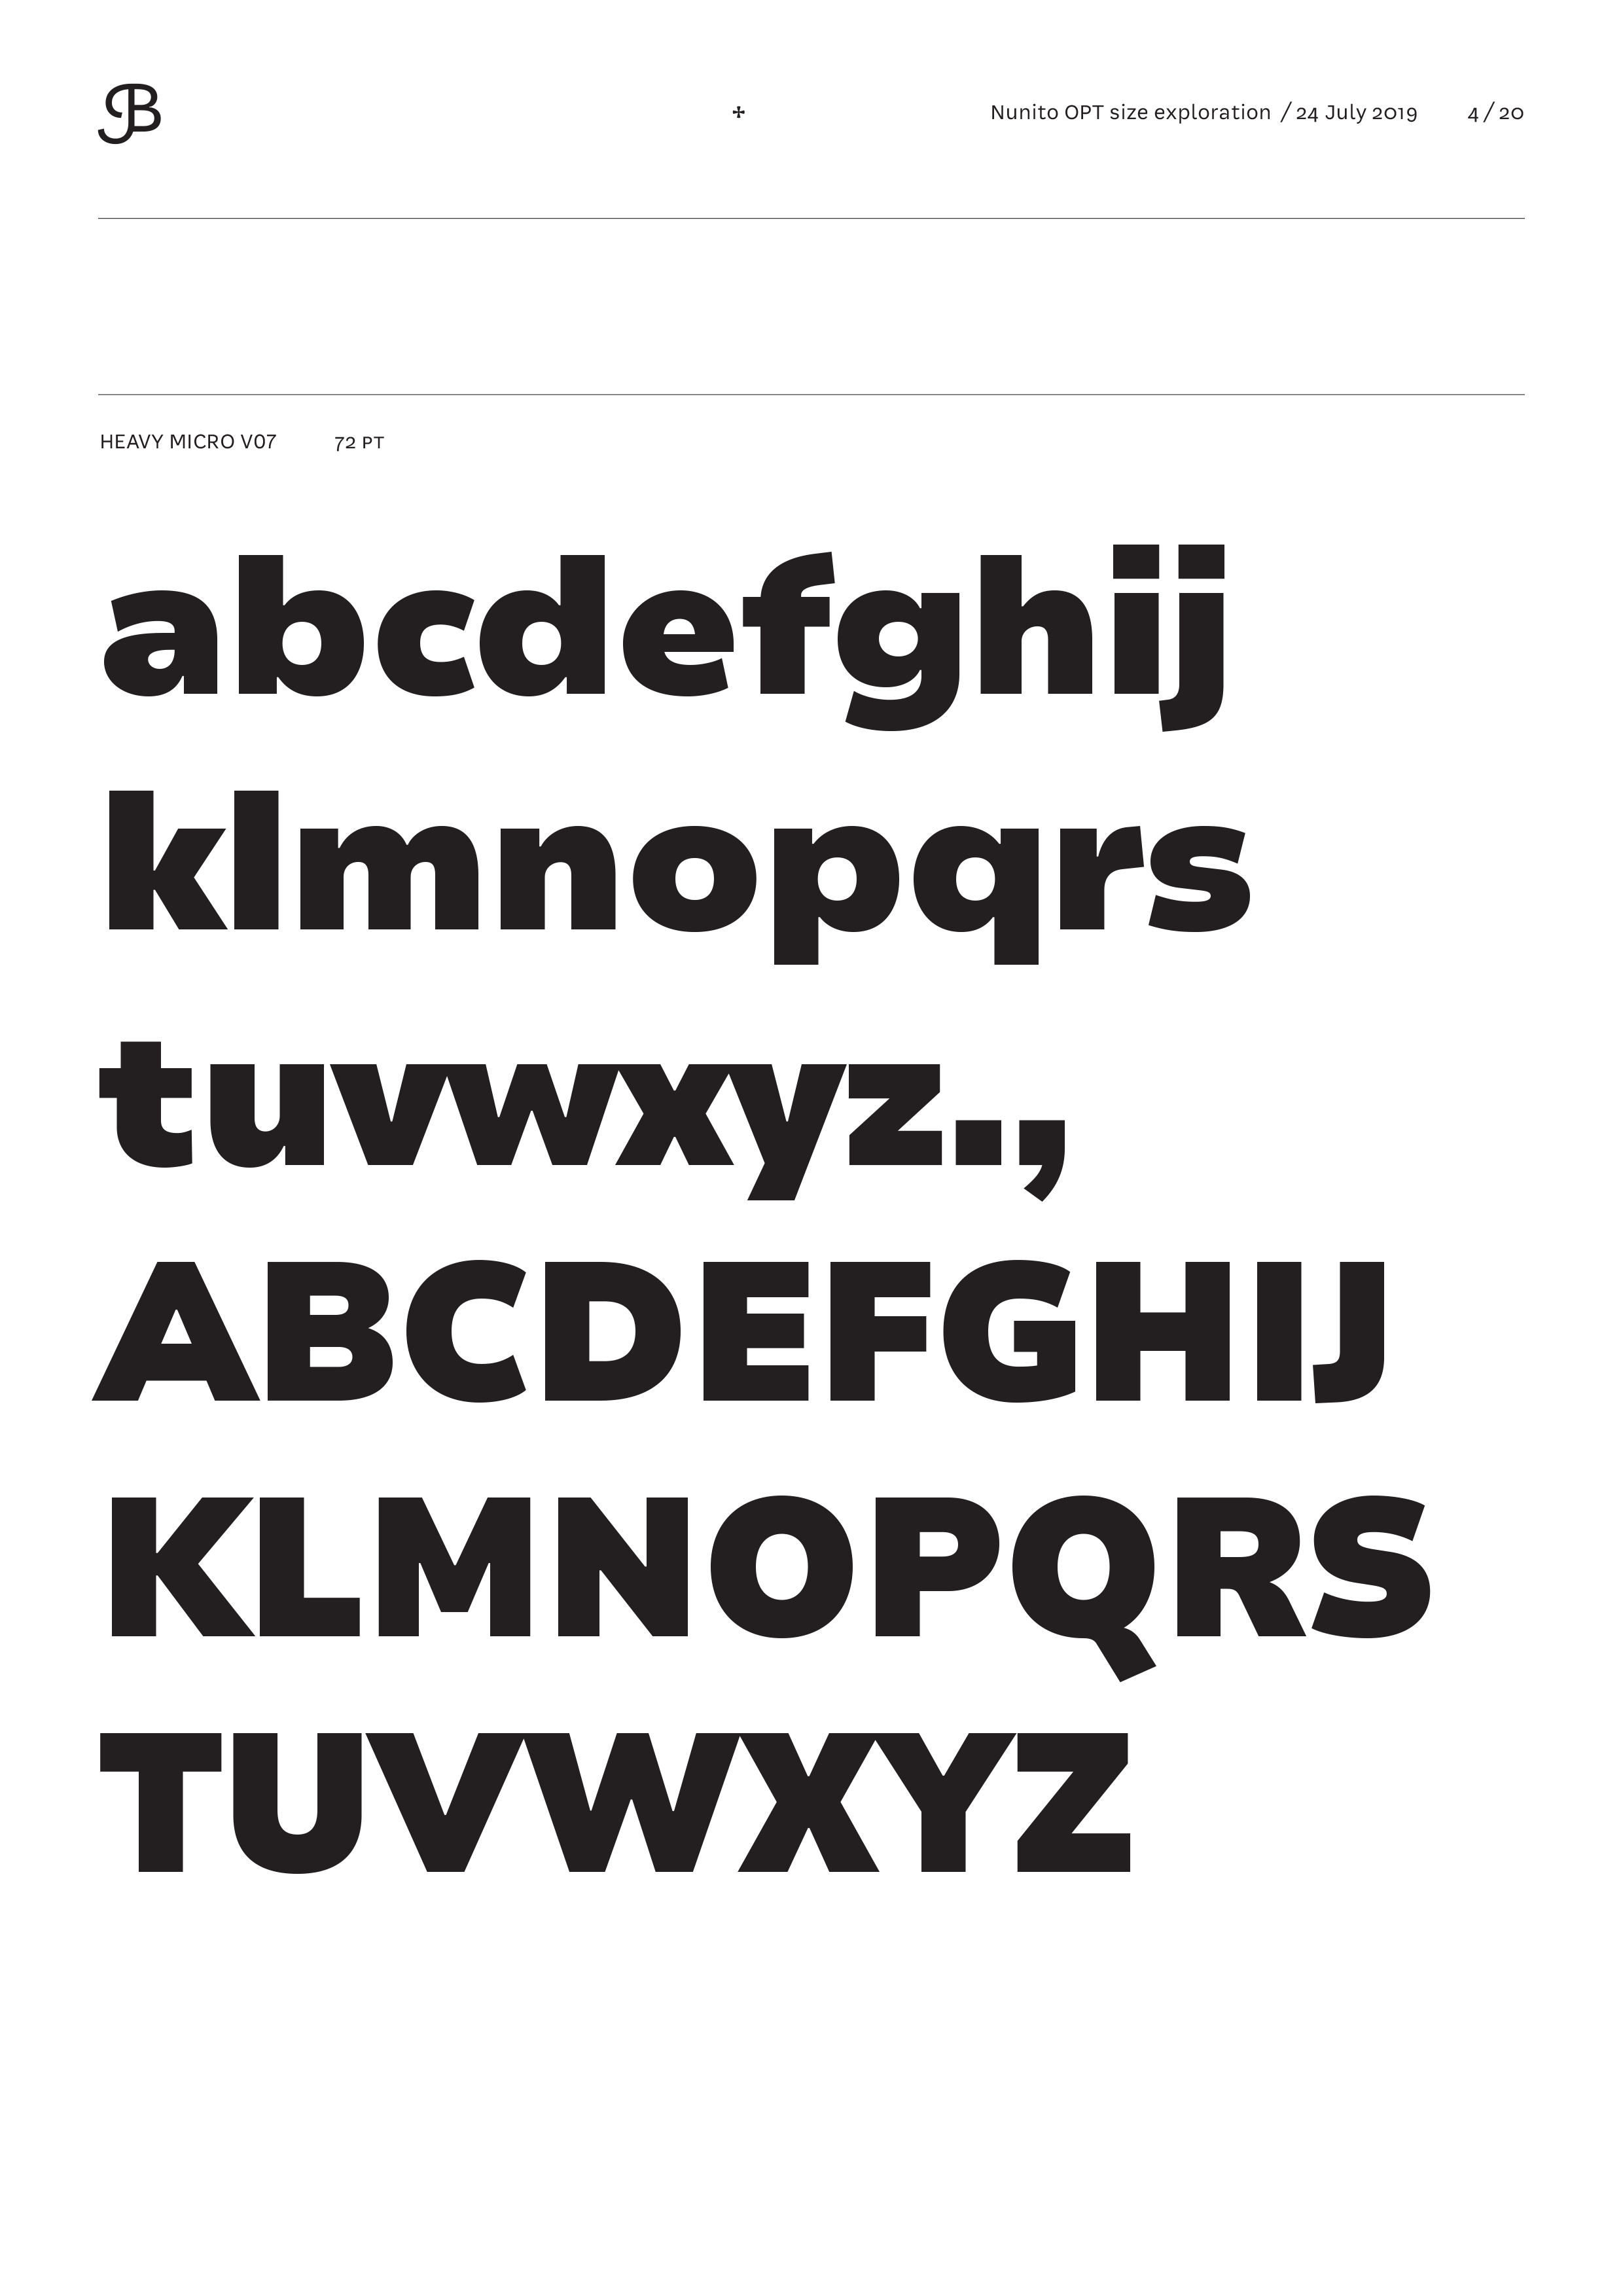 JB
✢ Nunito OPT size exploration / 24 July 2019 4 / 20
HEAVY MICRO V07 72 PT
abcdefghij
klmnopqrs
tuvwxyz.,
ABCDEFGHIJ
KLMNOPQRS
TUVWXYZ